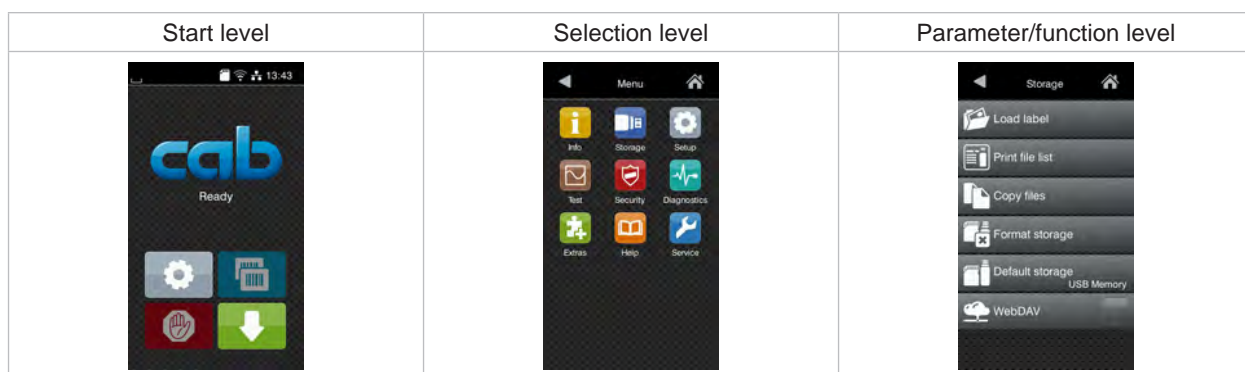 Start level
Selection level
Parameter/function level
13:43
cab
Ready
Menu
Info
Storage
Setup
Test
Security
Diagnostics
Extras
Help
Service
Storage
Load label
Print file list
Copy files
Format storage
Default storage
USB Memory
WebDAV